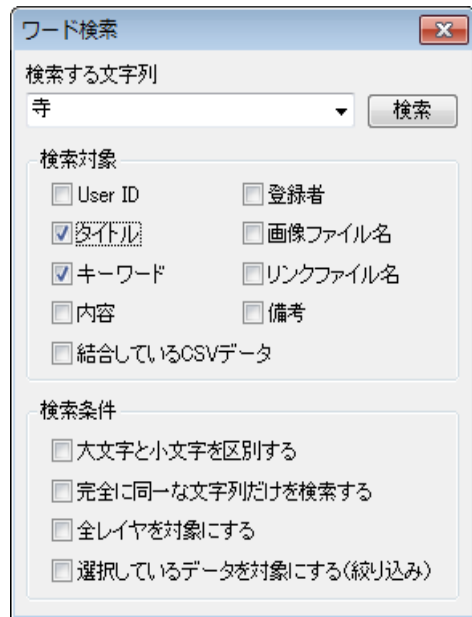 ワード検索
検索する文字列
寺
検索
検索対象
User ID
登録者
タイトル
画像ファイル名
キーワード
リンクファイル名
内容
備考
結合しているCSVデータ
検索条件
大文字と小文字を区別する
完全に同一な文字列だけを検索する
全レイヤを対象にする
選択しているデータを対象にする(絞り込み)